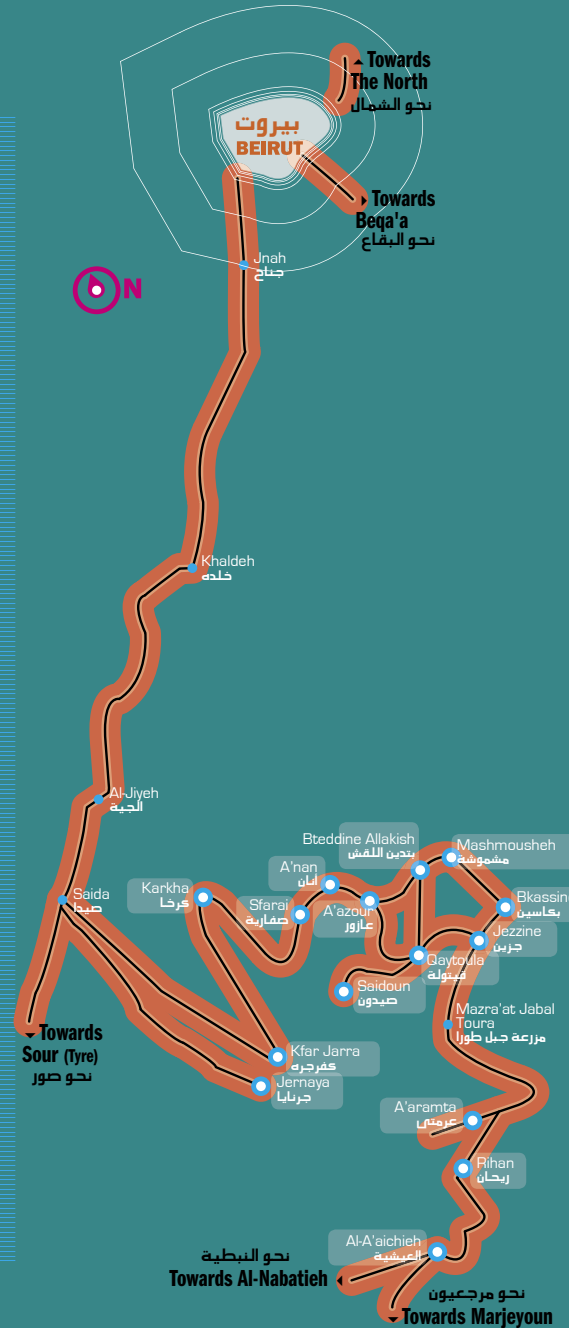 Towards
The North
نحو الشمال
بيروت
BEIRUT
Towards
Beqa'a
نحو البقاع
Jnah
جناح
N
Khaldeh
خلده
Al-Jiyeh
الجية
Saida
صيدا
Karkha
كرخا
Bteddine Allakish
بتدين اللقش
Mashmousheh
مشموشة
A'nan
انان
Sfarai
صفارية
A'azour
عازور
Bkassine
بكاسين
Jezzine
جزين
Qaytoula
قيتولة
Saidoun
صيدون
Mazra'at Jabal
Toura
مزرعة جبل طورا
Towards
Sour (Tyre)
نحو صور
Kfar Jarra
كفرجره
Jernaya
جرنايا
A'aramta
عرمتى
Rihan
ريحان
Al-A'aichieh
العيشية
نحو النبطية
Towards Al-Nabatieh
نحو مرجعيون
Towards Marjeyoun